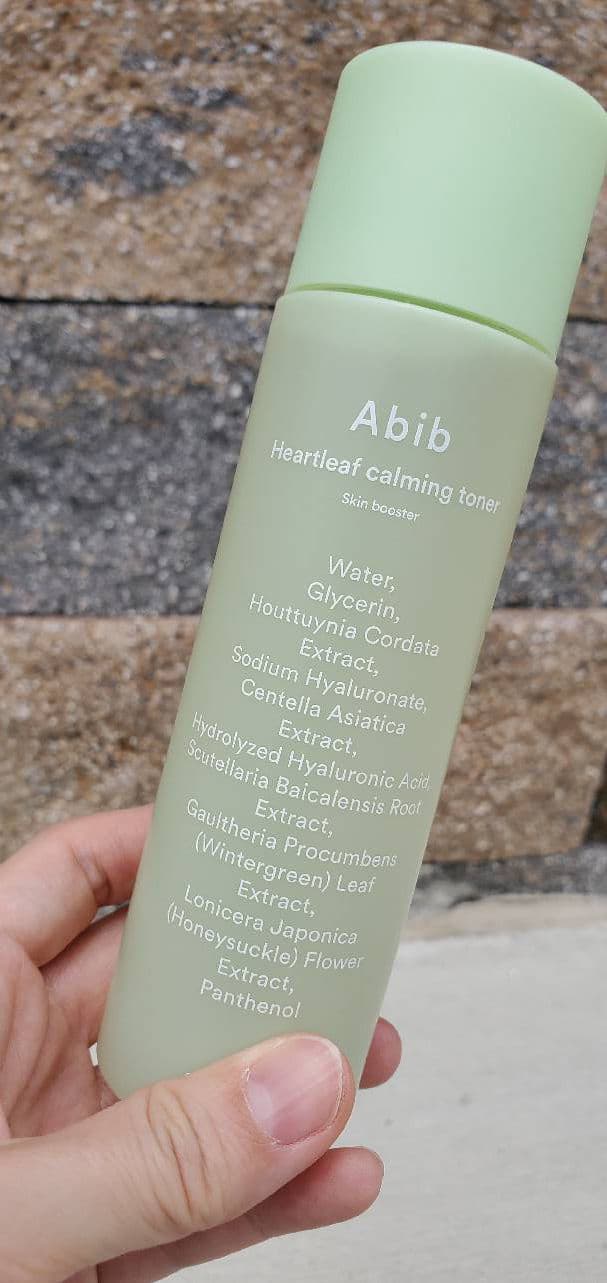 Abib
Heartleaf calming toner
Skin booster
Water,
Glycerin,
Houttuynia Cordata
Extract,
Sodium Hyaluronate,
Centella Asiatica
Extract,
Hydrolyzed Hyaluronic Acid,
Scutellaria Baicalensis Root
Extract,
Gaultheria Procumbens
(Wintergreen) Leaf
Extract,
Lonicera Japonica
(Honeysuckle) Flower
Extract,
Panthenol